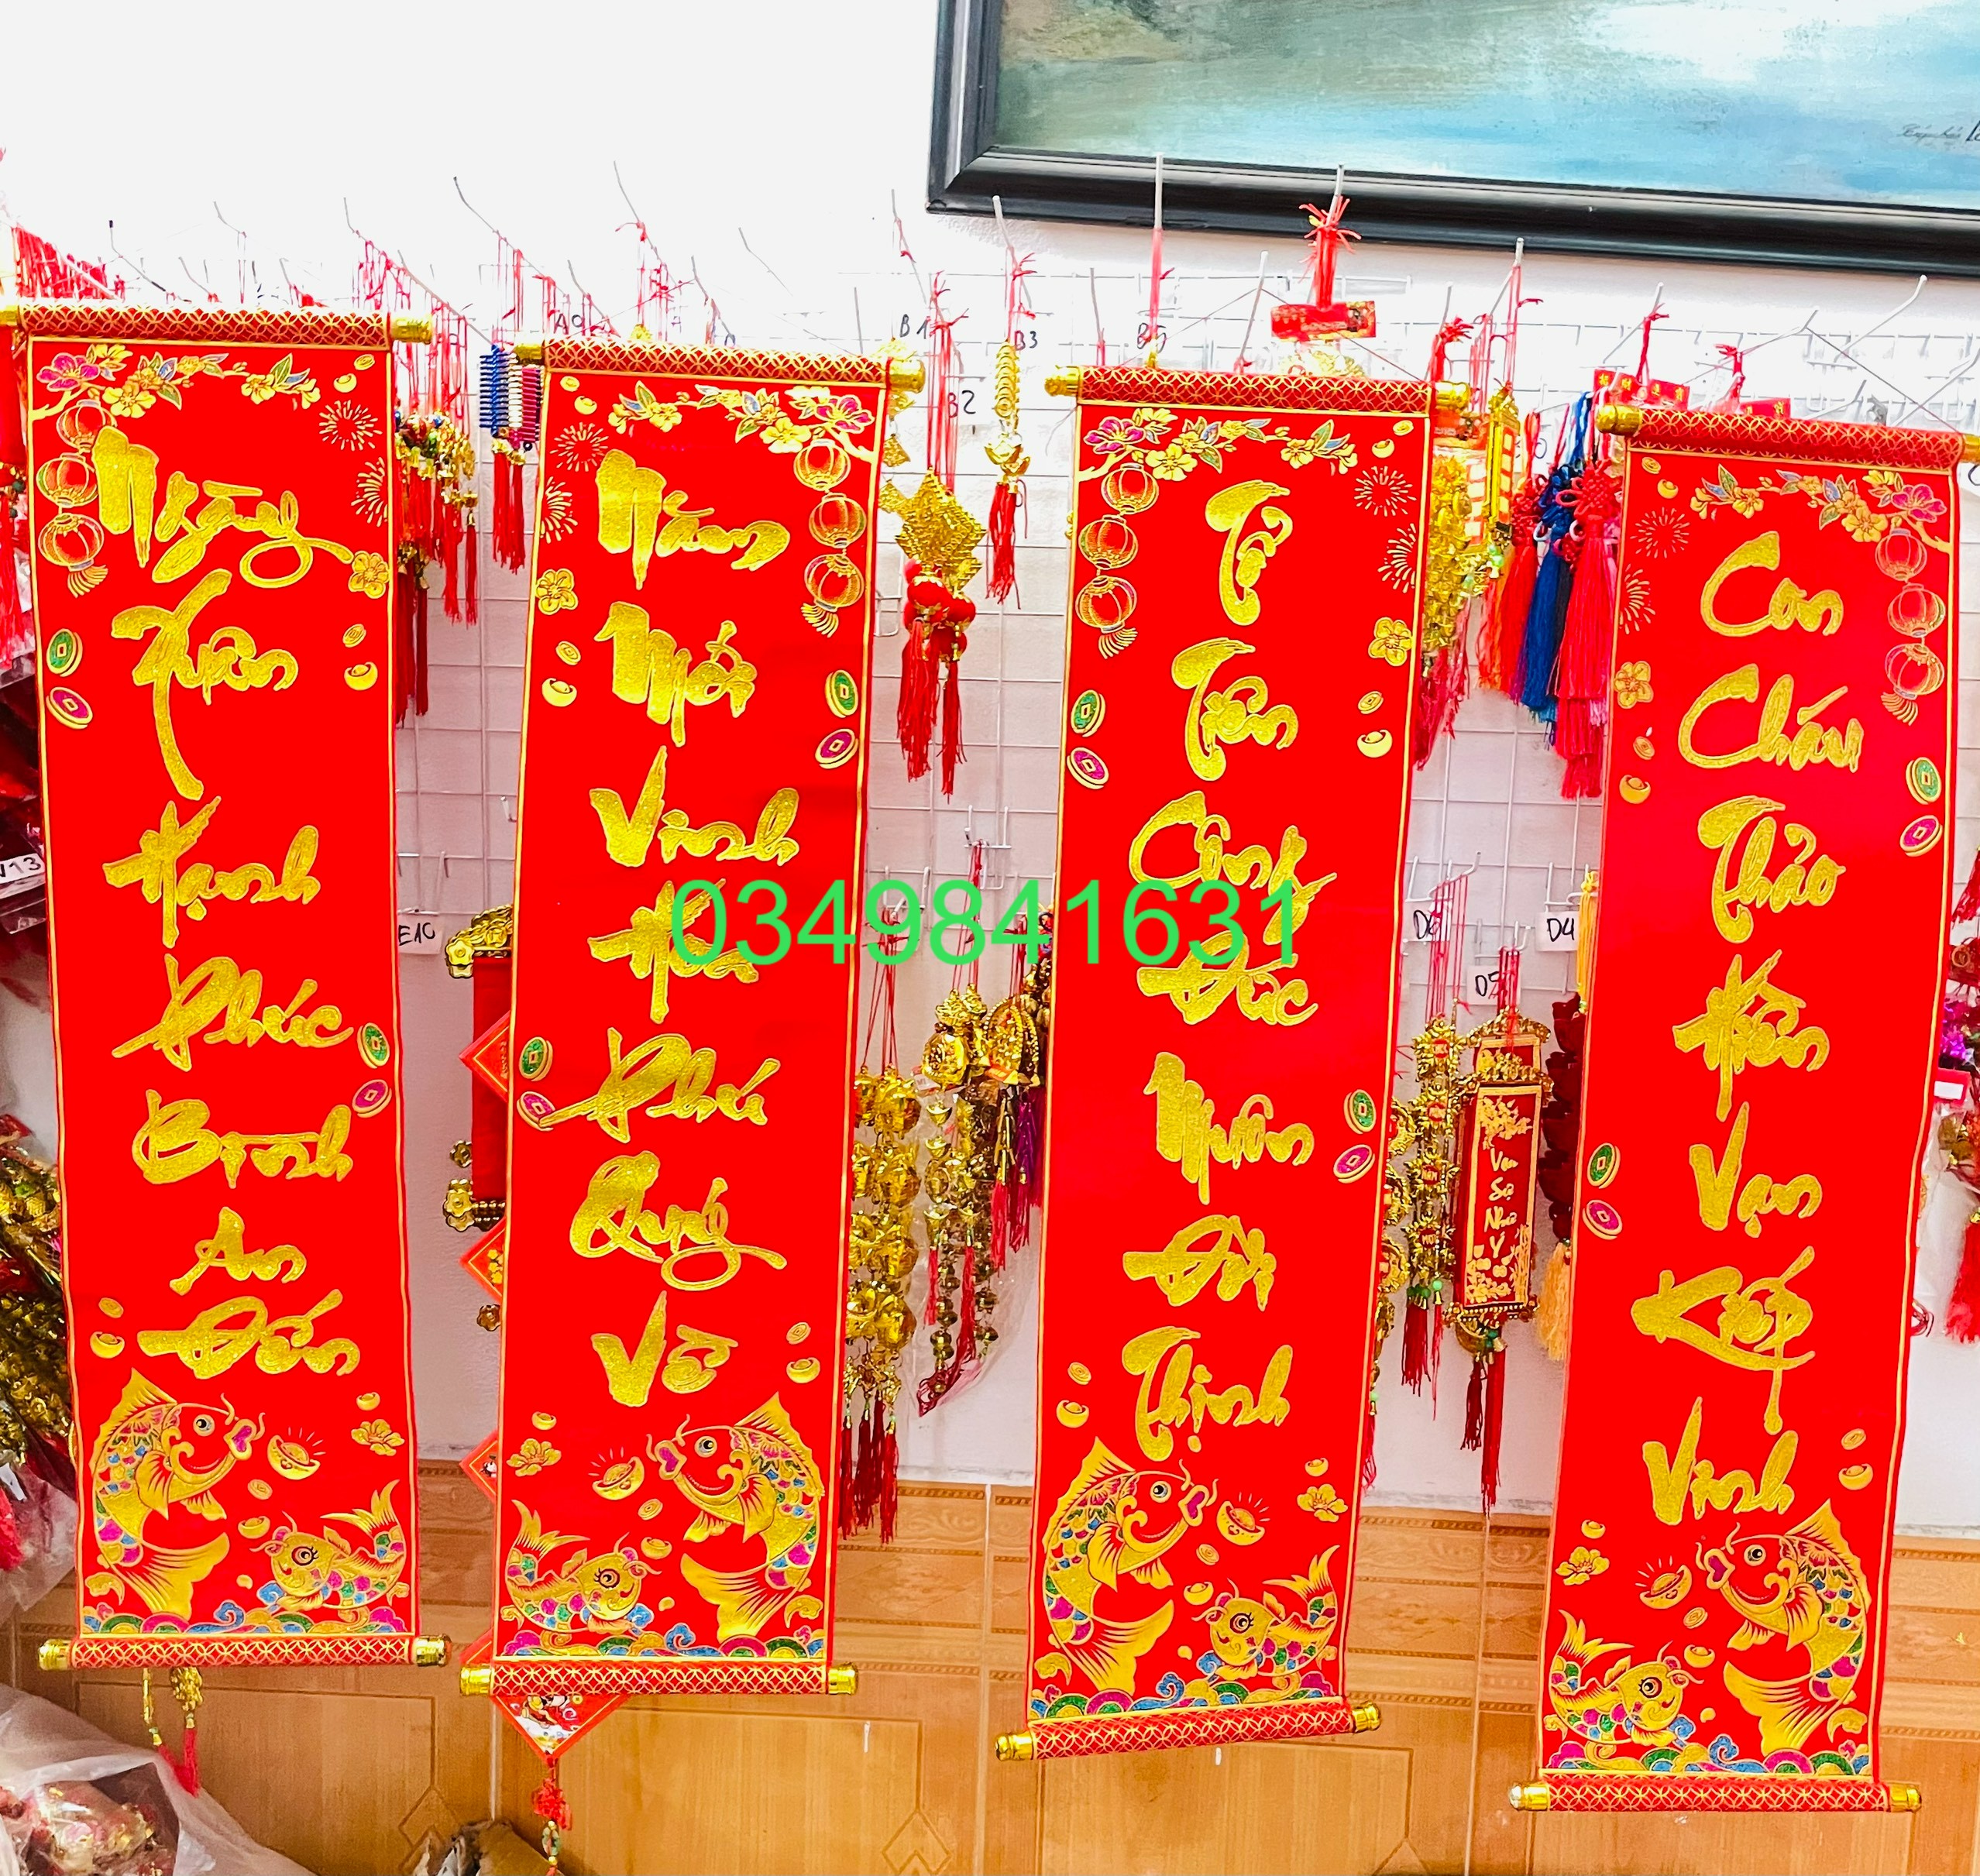 Ngày
Xuân
Hạnh
Phúc
Bình
An
Đến
Năm
Mới
Vinh
Hoa
Phú
Quý
Về
Tổ
Tiên
Công
Đức
Muôn
Đời
Thịnh
Con
Cháu
Thảo
Hiền
Vạn
Kiếp
Vinh
0349841631
A9
B1
B2
B3
B5
E10
D6
D5
D4
V13
Vạn
Sự
Như
Ý